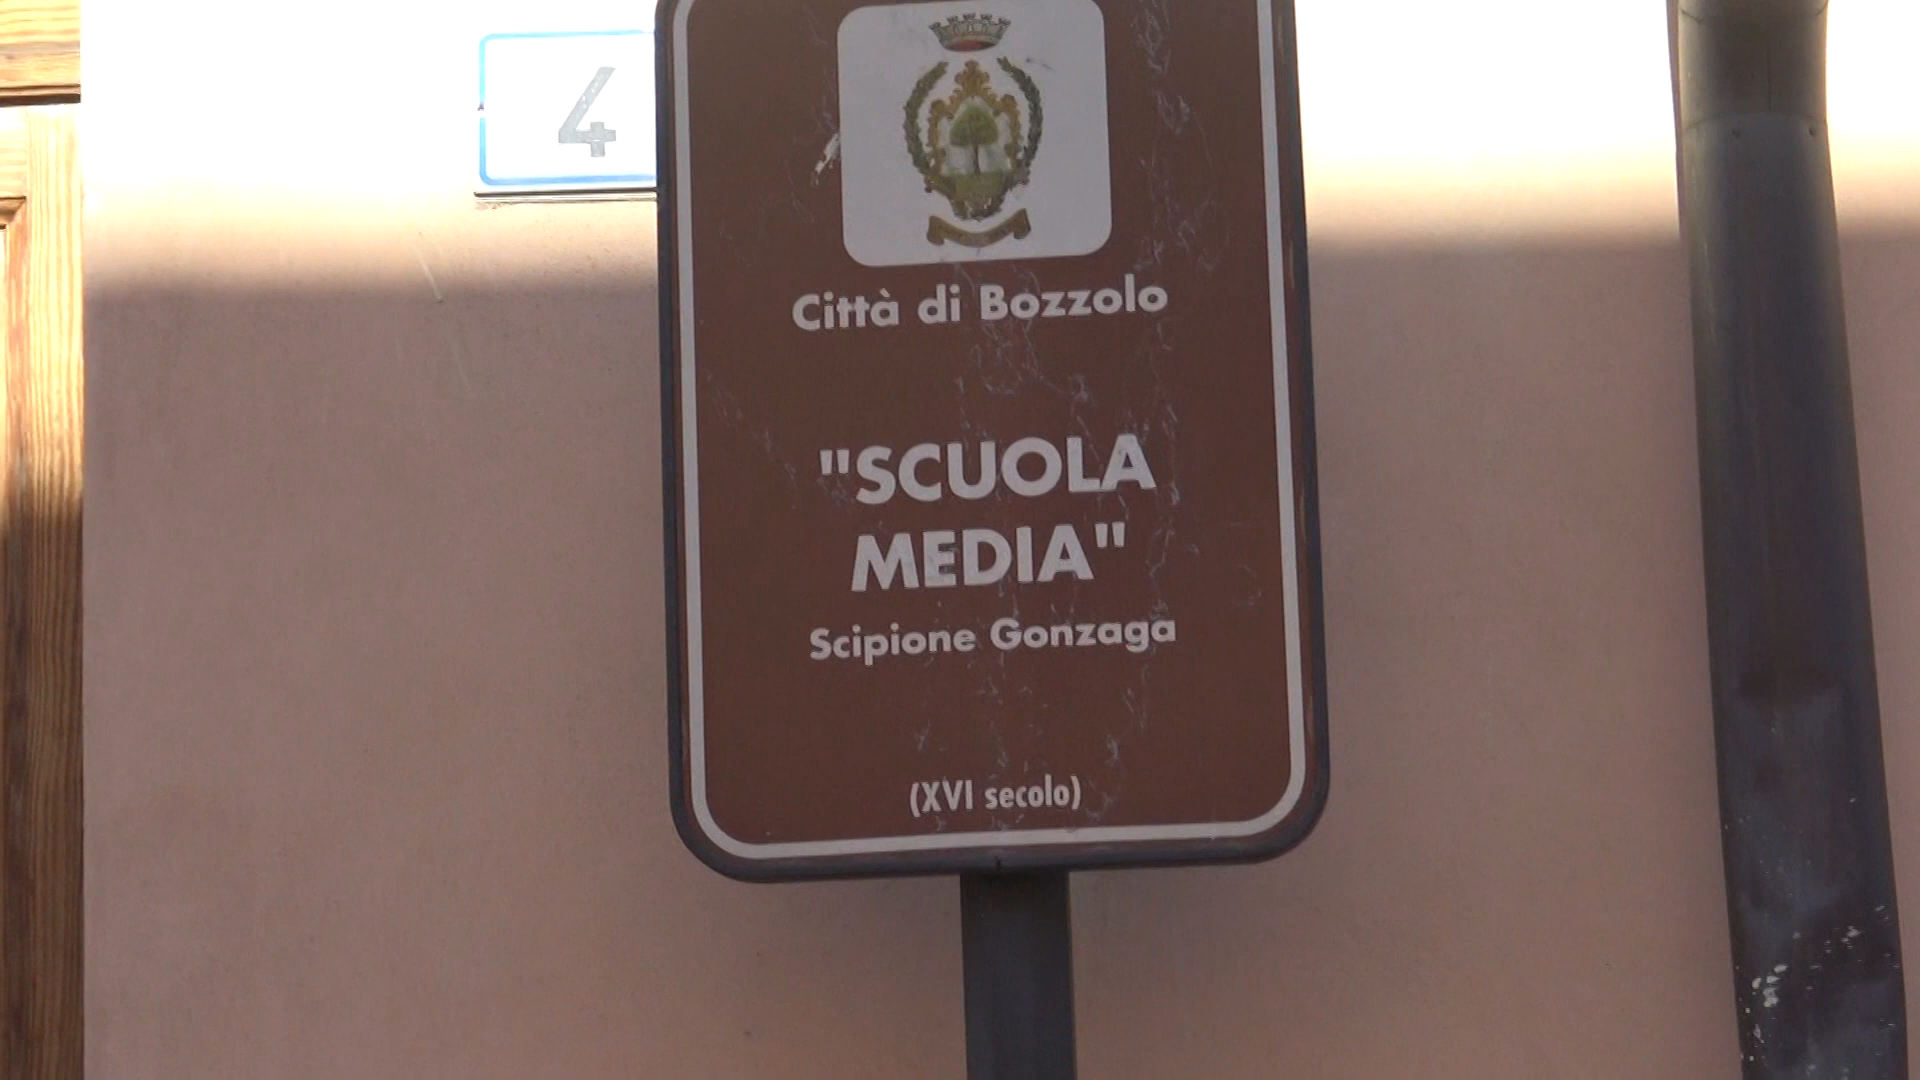 4
Città di Bozzolo
"SCUOLA
MEDIA"
Scipione Gonzaga
(XVI secolo)